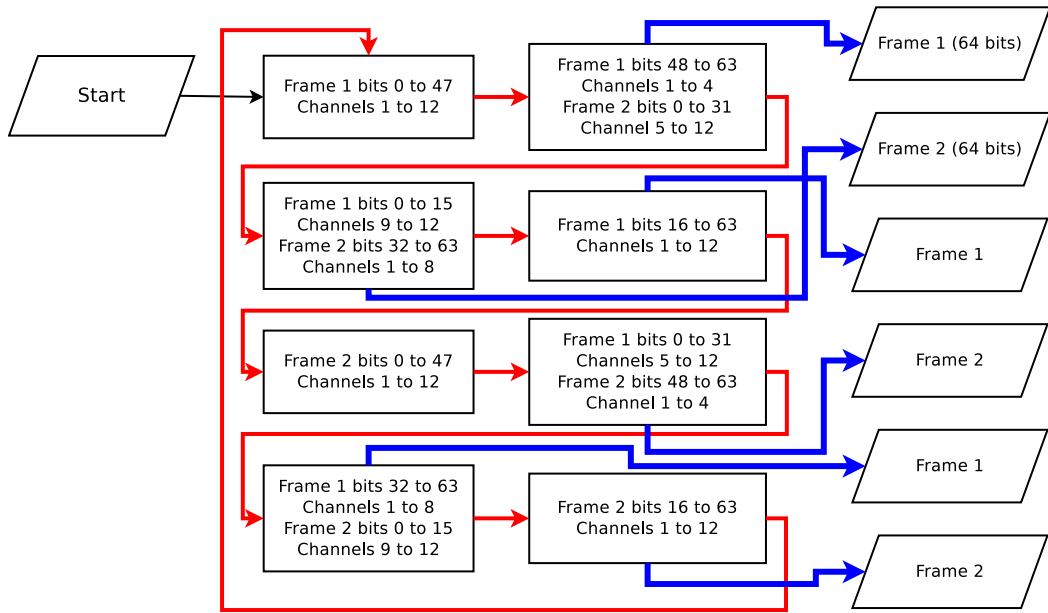 Start
Frame 1 bits 0 to 47
Channels 1 to 12
Frame 1 bits 48 to 63
Channels 1 to 4
Frame 2 bits 0 to 31
Channel 5 to 12
Frame 1 (64 bits)
Frame 2 (64 bits)
Frame 1 bits 0 to 15
Channels 9 to 12
Frame 2 bits 32 to 63
Channels 1 to 8
Frame 1 bits 16 to 63
Channels 1 to 12
Frame 1
Frame 2 bits 0 to 47
Channels 1 to 12
Frame 1 bits 0 to 31
Channels 5 to 12
Frame 2 bits 48 to 63
Channel 1 to 4
Frame 2
Frame 1 bits 32 to 63
Channels 1 to 8
Frame 2 bits 0 to 15
Channels 9 to 12
Frame 2 bits 16 to 63
Channels 1 to 12
Frame 1
Frame 2